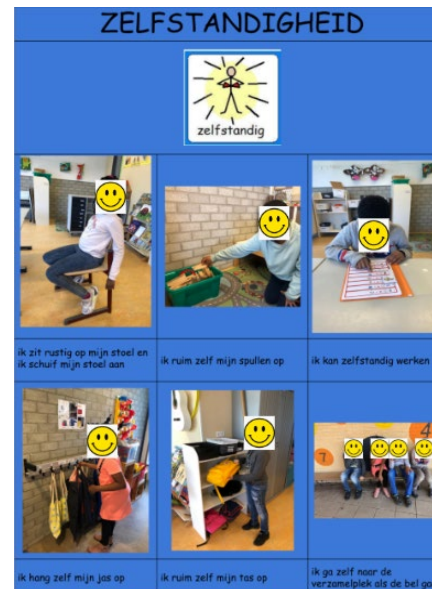 ZELFSTANDIGHEID
zelfstandig
ik zit rustig op mijn stoel en
ik schuif mijn stoel aan
ik ruim zelf mijn spullen op
ik kan zelfstandig werken
ik hang zelf mijn jas op
ik ruim zelf mijn tas op
ik ga zelf naar de
verzamelplek als de bel